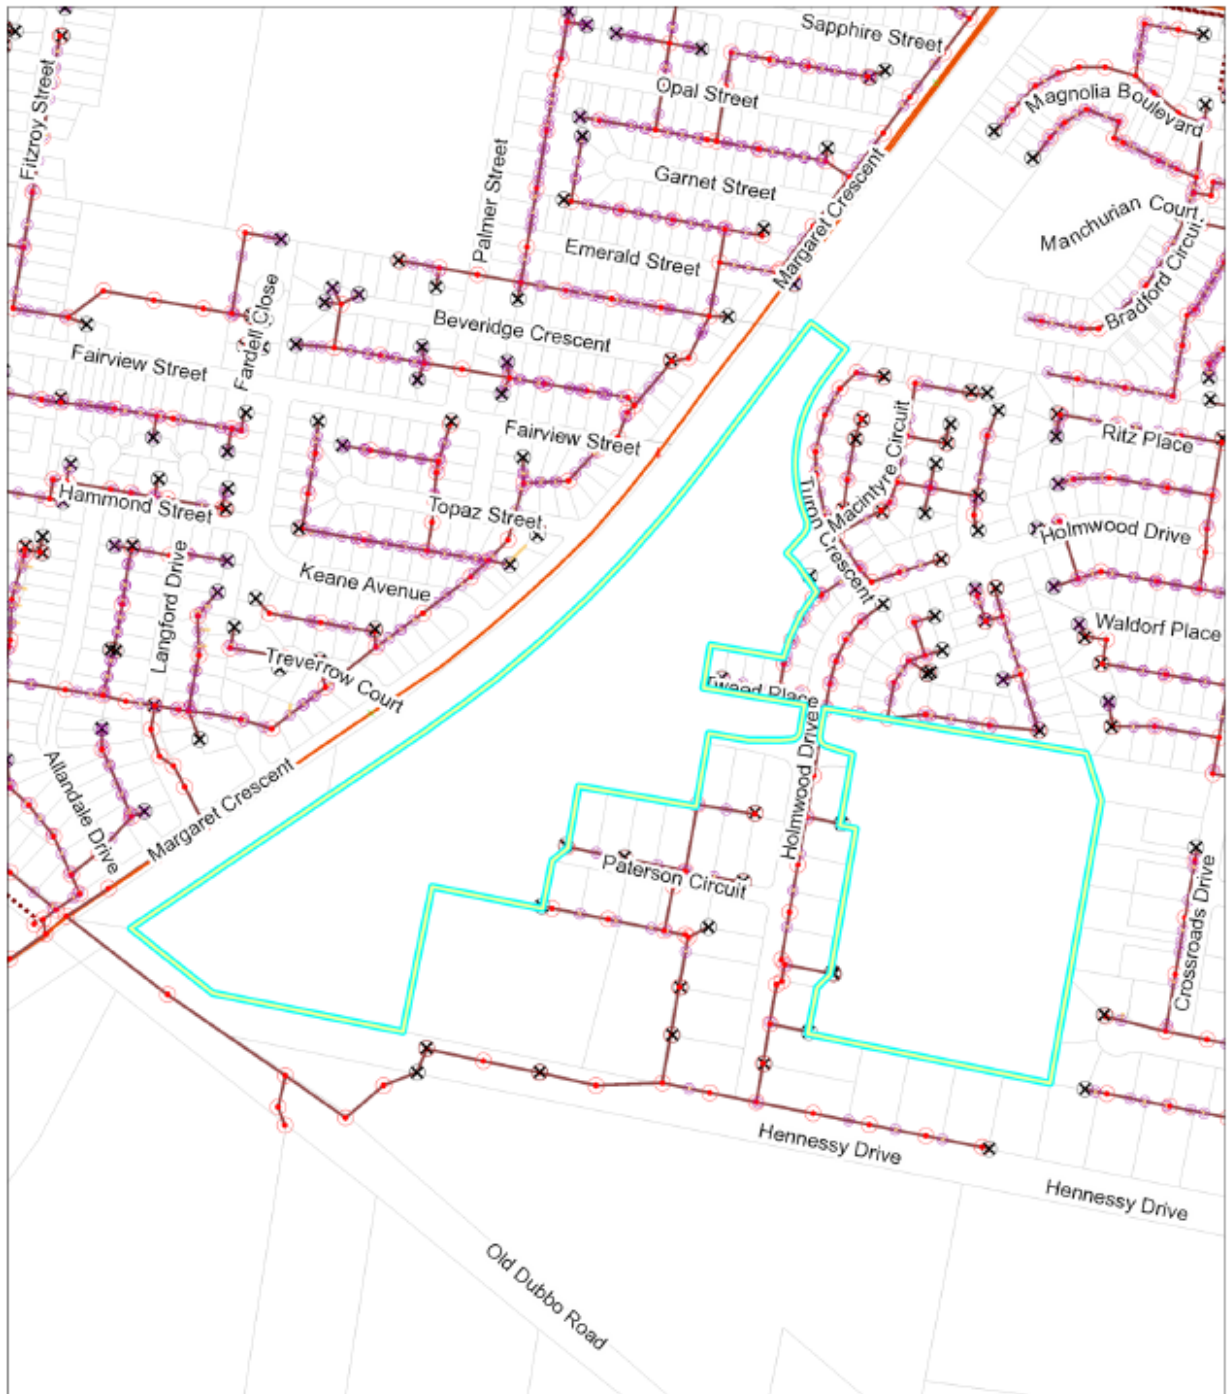 Sapphire Street
Fitzroy Street
Opal Street
Magnolia Boulevard
Palmer Street
Garnet Street
Margaret Crescent
Manchurian Court
Emerald Street
Bradford Circuit
Fardell Close
Beveridge Crescent
Fairview Street
Fairview Street
Macintyre Circuit
Ritz Place
Hammond Street
Topaz Street
Turon Crescent
Holmwood Drive
Langford Drive
Keane Avenue
Waldorf Place
Treverrow Court
Tweed Place
Allandale Drive
Margaret Crescent
Holmwood Drive
Paterson Circuit
Crossroads Drive
Hennessy Drive
Hennessy Drive
Old Dubbo Road